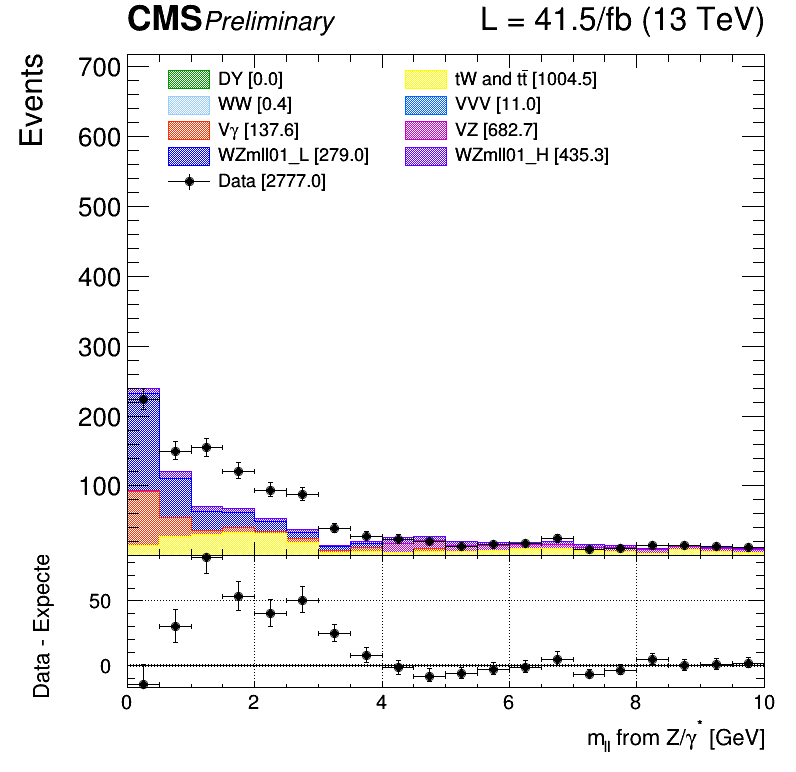 CMS Preliminary L = 41.5/fb (13 TeV)
Events
700
600
500
400
300
200
100
DY [0.0]
tW and tt̄ [1004.5]
WW [0.4]
VVV [11.0]
Vγ [137.6]
VZ [682.7]
WZmll01_L [279.0]
WZmll01_H [435.3]
Data [2777.0]
Data - Expecte
50
0
0 2 4 6 8 10
m_ll from Z/γ* [GeV]